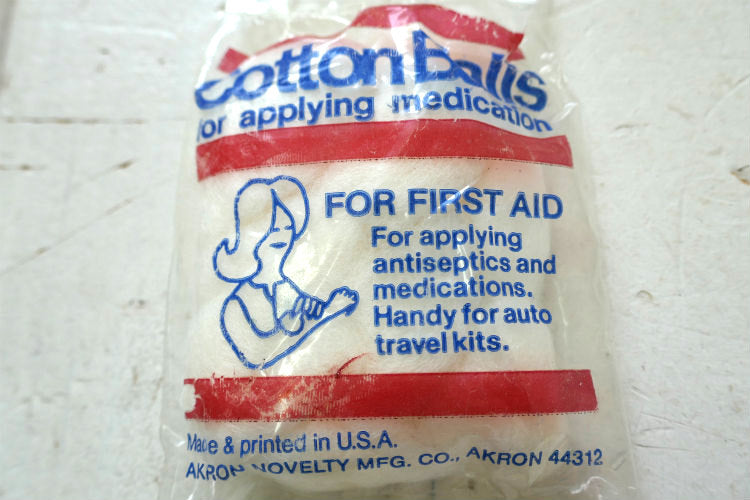 cotton balls
for applying medication
FOR FIRST AID
For applying
antiseptics and
medications.
Handy for auto
travel kits.
Made & printed in U.S.A.
AKRON NOVELTY MFG. CO., AKRON 44312